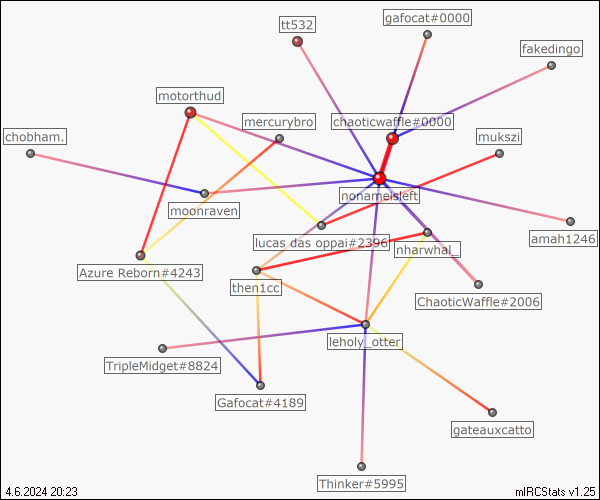 gafocat#0000
tt532
fakedingo
motorthud
mercurybro
chaoticwaffle#0000
chobham.
mukszi
nonameisleft
moonraven
lucas das oppai#2396
amah1246
nharwhal_
Azure Reborn#4243
then1cc
ChaoticWaffle#2006
leholy_otter
TripleMidget#8824
Gafocat#4189
gateauxcatto
Thinker#5995
4.6.2024 20:23
mIRCStats v1.25